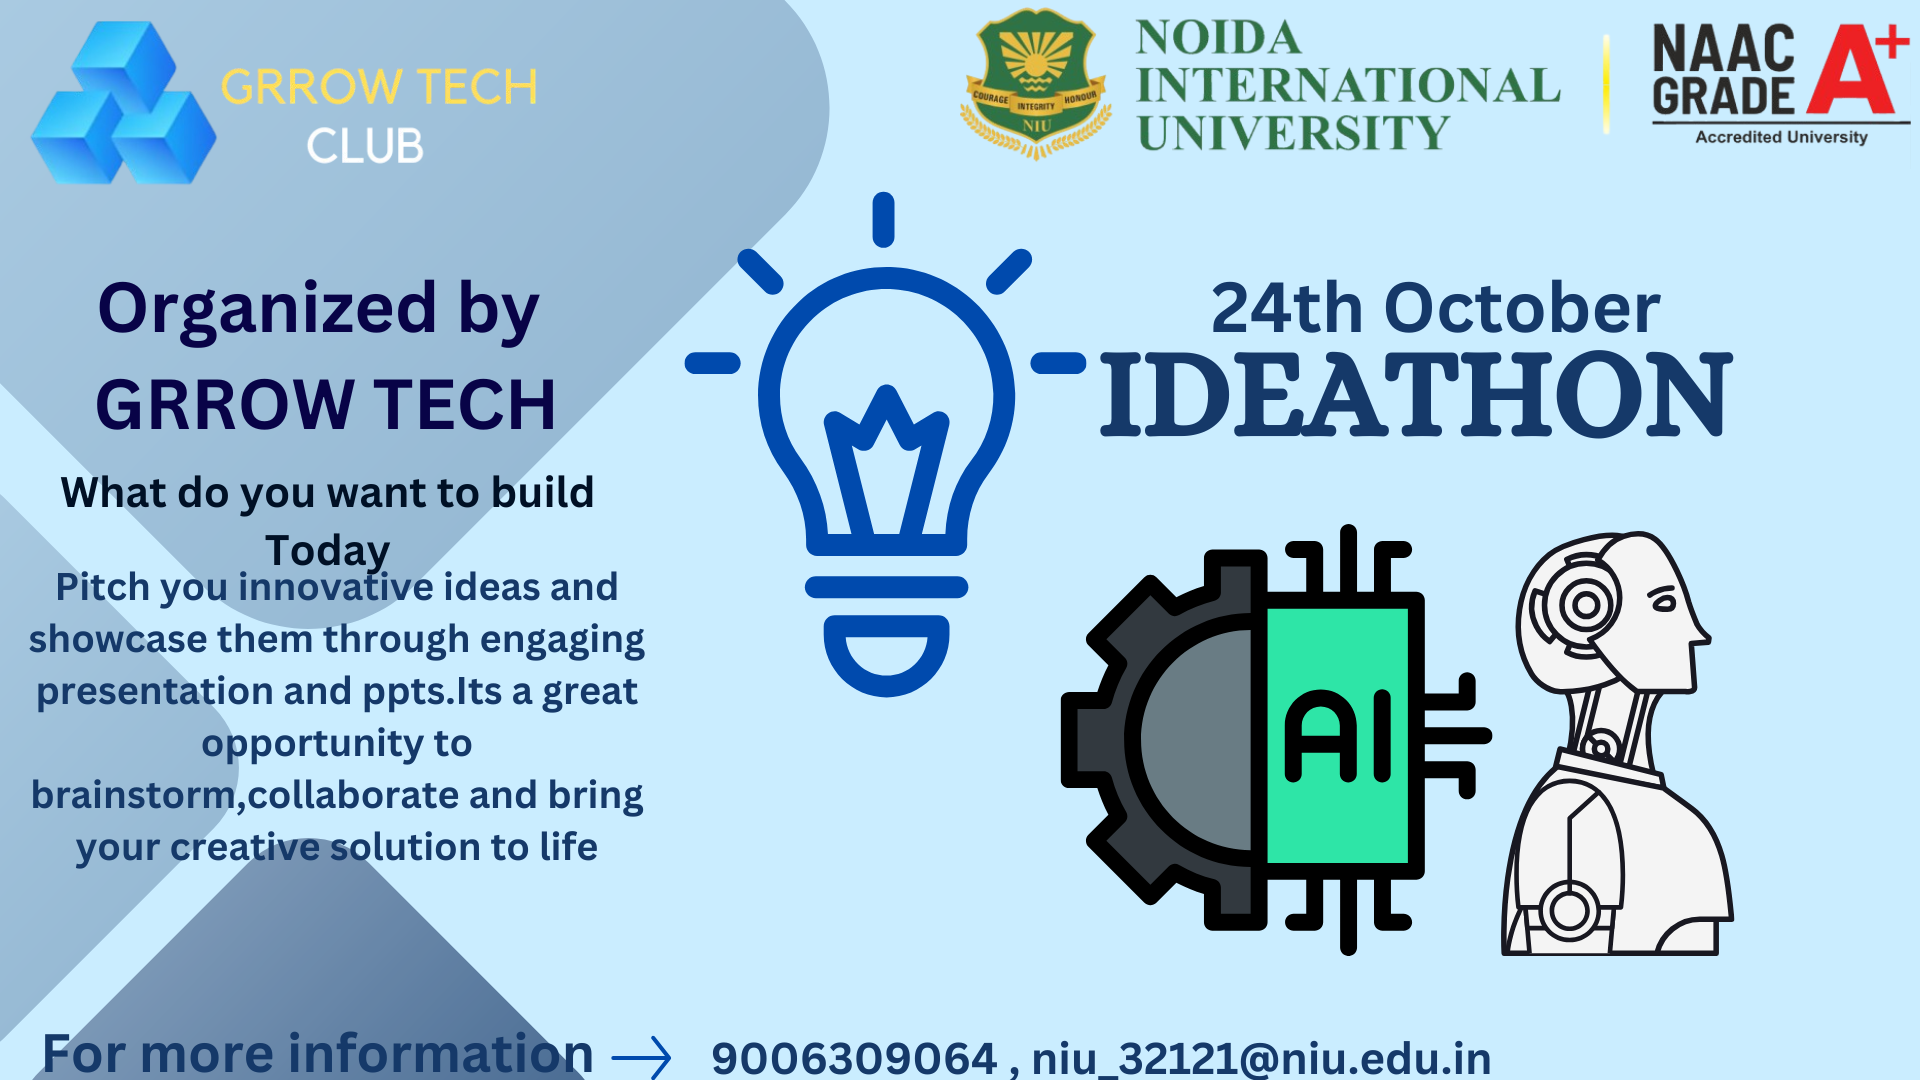 GRROW TECH
CLUB
COURAGE INTEGRITY HONOUR
NIU
NOIDA
INTERNATIONAL
UNIVERSITY
NAAC
GRADE A+
Accredited University
Organized by
GRROW TECH
What do you want to build
Today
Pitch you innovative ideas and
showcase them through engaging
presentation and ppts.Its a great
opportunity to
brainstorm,collaborate and bring
your creative solution to life
24th October
IDEATHON
AI
For more information → 9006309064 , niu_32121@niu.edu.in